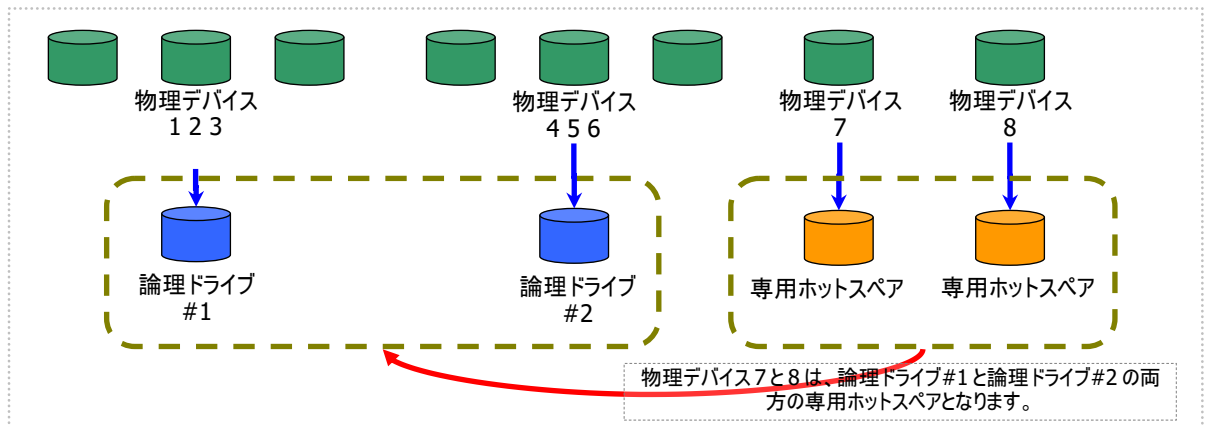 物理デバイス
1 2 3
物理デバイス
4 5 6
物理デバイス
7
物理デバイス
8
論理ドライブ
#1
論理ドライブ
#2
専用ホットスペア
専用ホットスペア
物理デバイス7と8は、論理ドライブ#1と論理ドライブ#2の両
方の専用ホットスペアとなります。